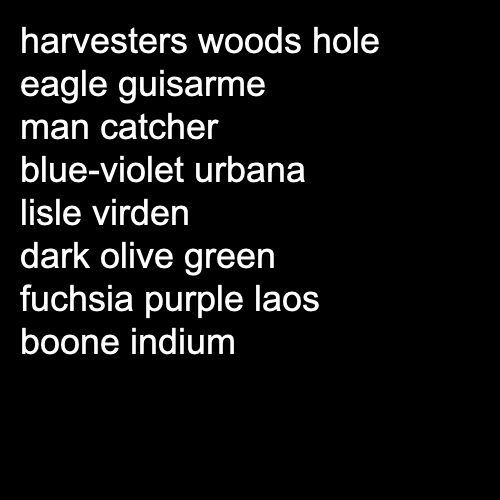 harvesters woods hole
eagle guisarme
man catcher
blue-violet urbana
lisle virden
dark olive green
fuchsia purple laos
boone indium